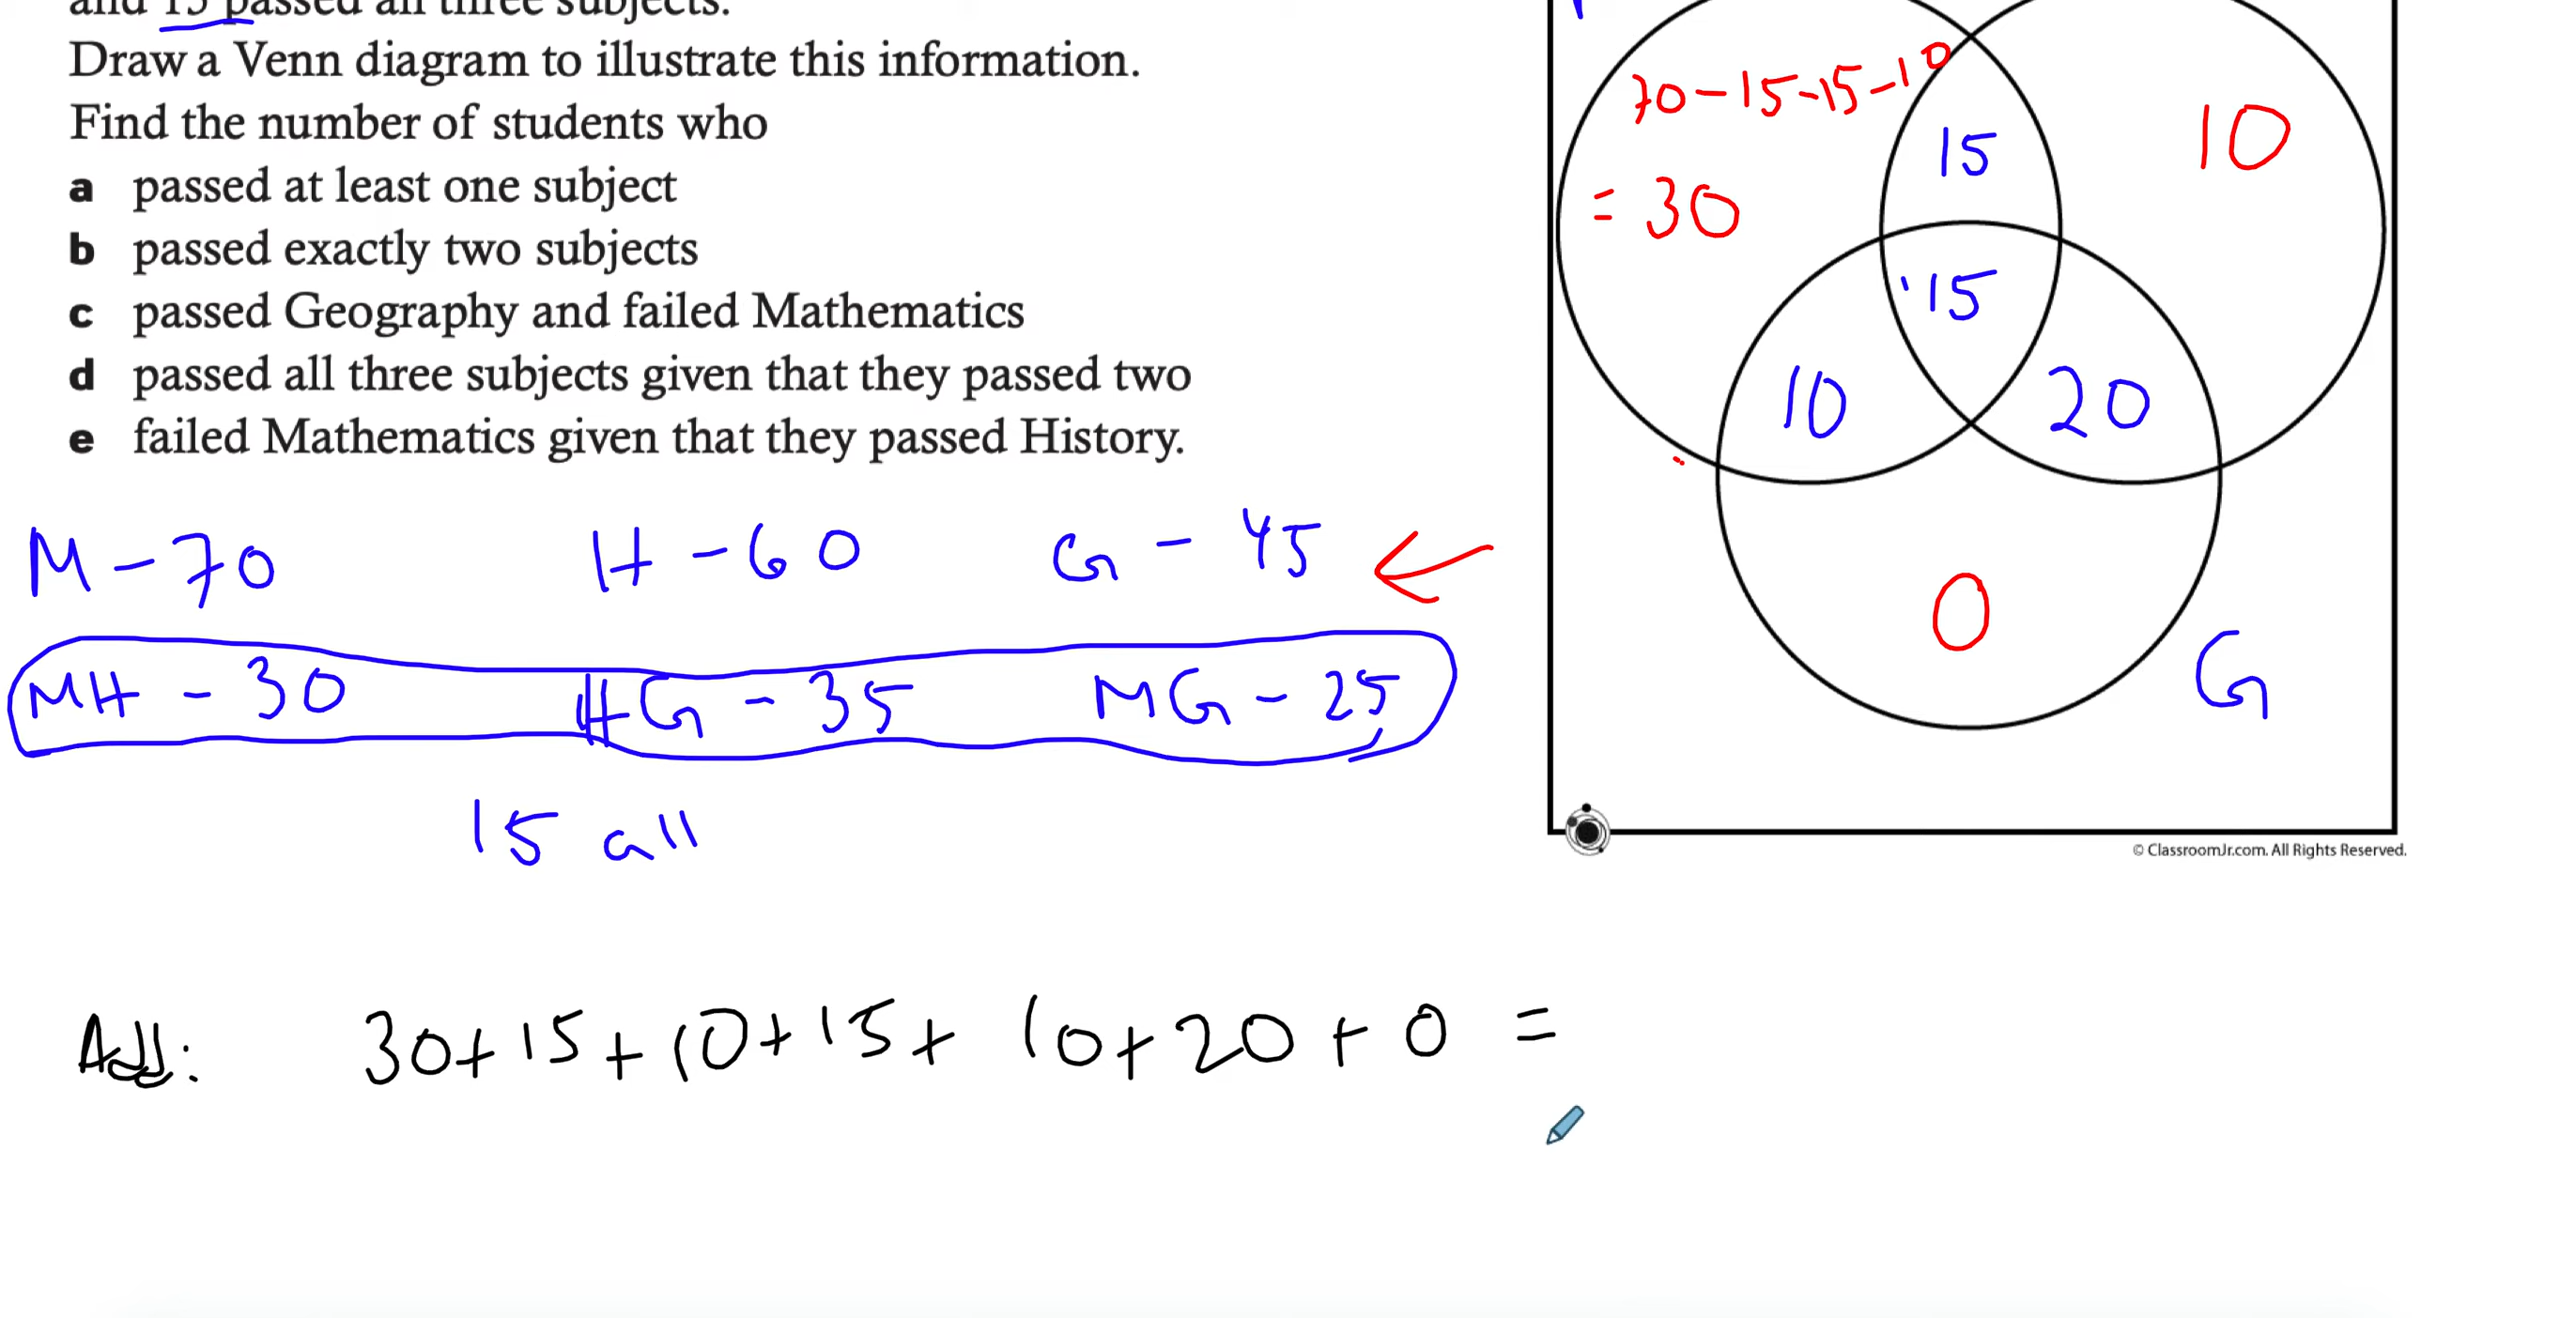 and 15 passed all three subjects.
Draw a Venn diagram to illustrate this information.
Find the number of students who
a passed at least one subject
b passed exactly two subjects
c passed Geography and failed Mathematics
d passed all three subjects given that they passed two
e failed Mathematics given that they passed History.
M - 70 H - 60 G - 45
MH - 30 HG - 35 MG - 25
15 all
70-15-15-10
= 30
15
10
15
10
20
0
G
© ClassroomJr.com. All Rights Reserved.
Add: 30+15+10+15+ 10+20+0 =